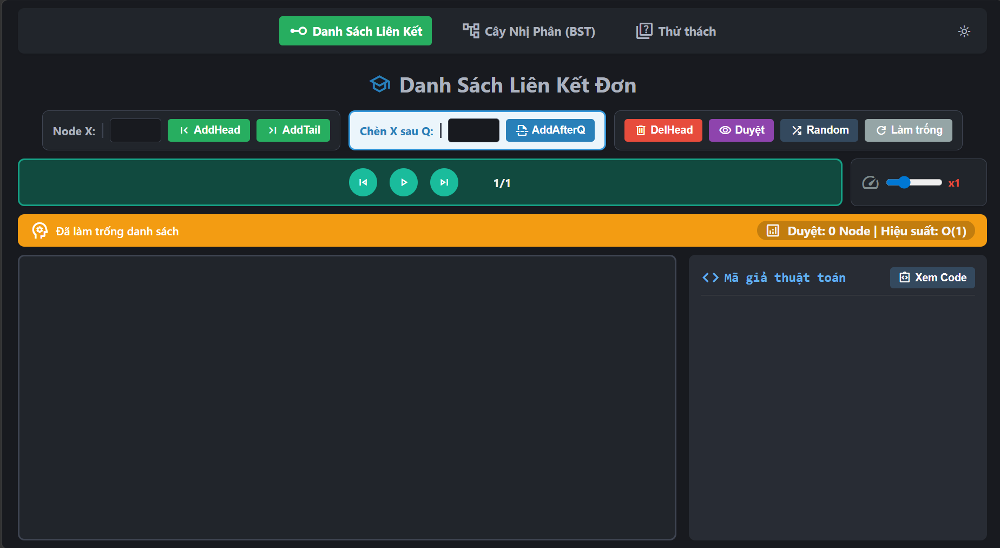 Danh Sách Liên Kết
Cây Nhị Phân (BST)
Thử thách
Danh Sách Liên Kết Đơn
Node X:
AddHead
AddTail
Chèn X sau Q:
AddAfterQ
DelHead
Duyệt
Random
Làm trống
1/1
x1
Đã làm trống danh sách
Duyệt: 0 Node | Hiệu suất: O(1)
Mã giả thuật toán
Xem Code